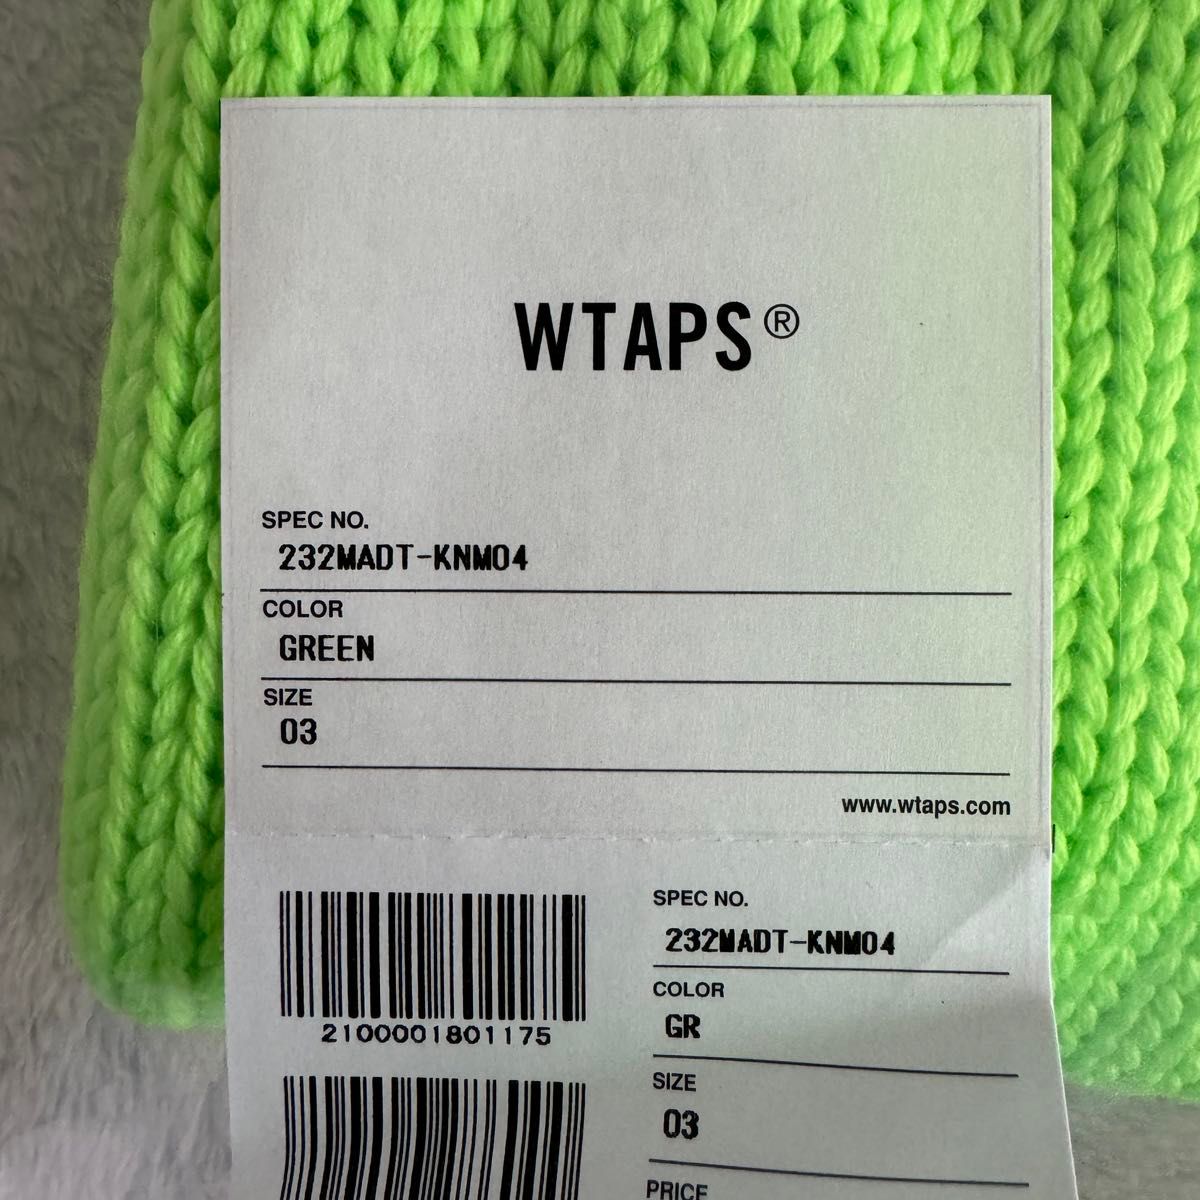 WTAPS®
SPEC NO.
232MADT-KNM04
COLOR
GREEN
SIZE
03
www.wtaps.com
2100001801175
SPEC NO.
232MADT-KNM04
COLOR
GR
SIZE
03
PRICE